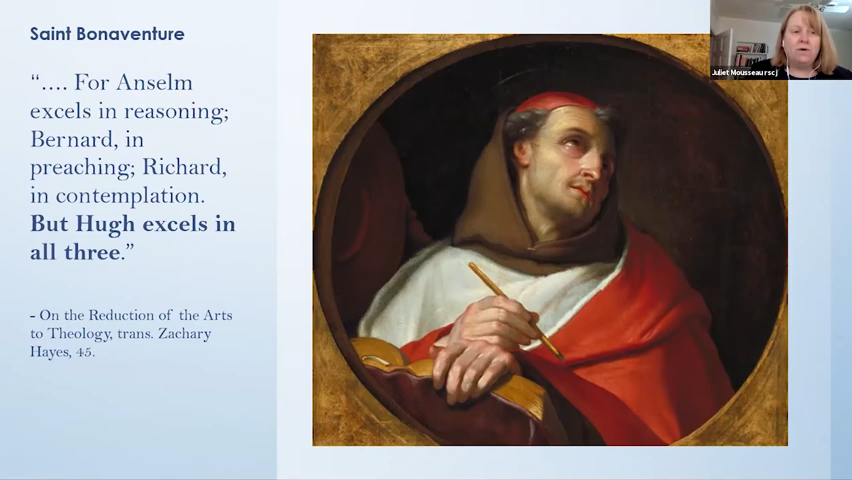 Saint Bonaventure
“.... For Anselm
excels in reasoning;
Bernard, in
preaching; Richard,
in contemplation.
But Hugh excels in
all three.”
- On the Reduction of the Arts
to Theology, trans. Zachary
Hayes, 45.
Juliet Mousseau rscJ